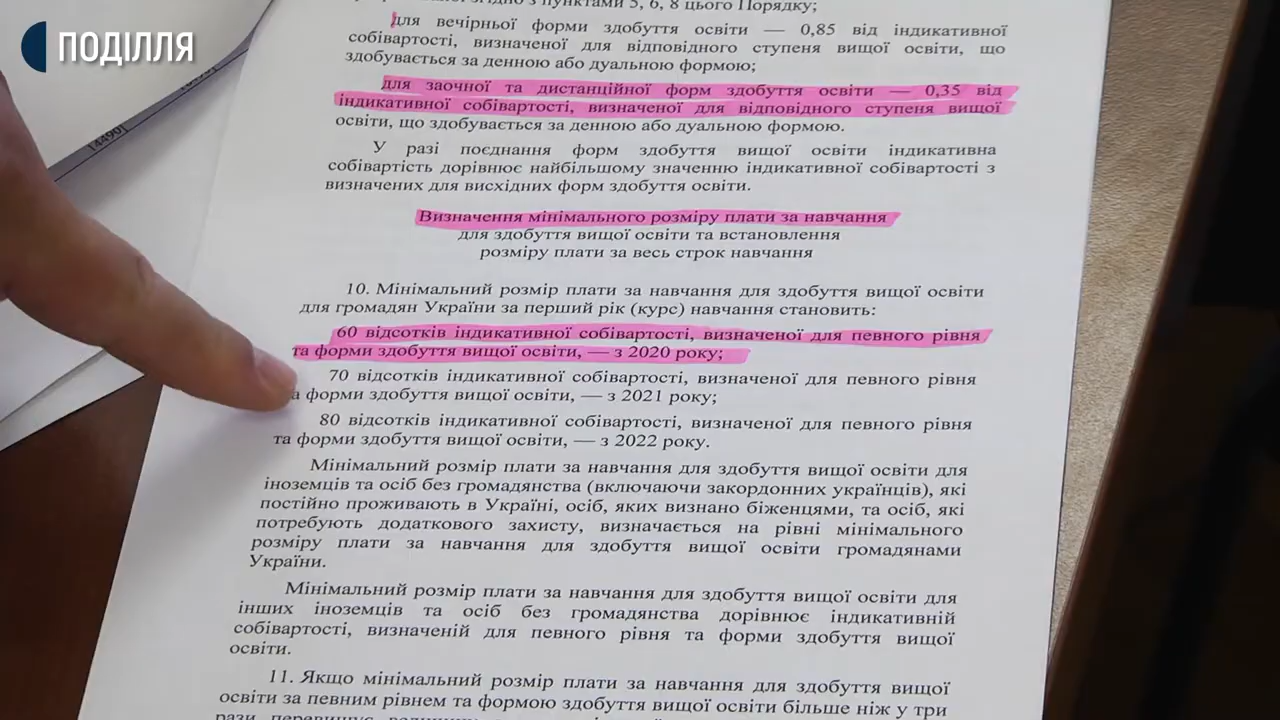 ПОДІЛЛЯ
згідно з пунктами 5, 6, 8 цього Порядку;
для вечірньої форми здобуття освіти — 0,85 від індикативної
собівартості, визначеної для відповідного ступеня вищої освіти, що
здобувається за денною або дуальною формою;
для заочної та дистанційної форм здобуття освіти — 0,35 від
індикативної собівартості, визначеної для відповідного ступеня вищої
освіти, що здобувається за денною або дуальною формою.
У разі поєднання форм здобуття вищої освіти індикативна
собівартість дорівнює найбільшому значенню індикативної собівартості з
визначених для висхідних форм здобуття освіти.
Визначення мінімального розміру плати за навчання
для здобуття вищої освіти та встановлення
розміру плати за весь строк навчання
10. Мінімальний розмір плати за навчання для здобуття вищої освіти
для громадян України за перший рік (курс) навчання становить:
60 відсотків індикативної собівартості, визначеної для певного рівня
та форми здобуття вищої освіти, — з 2020 року;
70 відсотків індикативної собівартості, визначеної для певного рівня
а форми здобуття вищої освіти, — з 2021 року;
80 відсотків індикативної собівартості, визначеної для певного рівня
та форми здобуття вищої освіти, — з 2022 року.
Мінімальний розмір плати за навчання для здобуття вищої освіти для
іноземців та осіб без громадянства (включаючи закордонних українців), які
постійно проживають в Україні, осіб, яких визнано біженцями, та осіб, які
потребують додаткового захисту, визначається на рівні мінімального
розміру плати за навчання для здобуття вищої освіти громадянами
України.
Мінімальний розмір плати за навчання для здобуття вищої освіти для
інших іноземців та осіб без громадянства дорівнює індикативній
собівартості, визначеній для певного рівня та форми здобуття вищої
освіти.
11. Якщо мінімальний розмір плати за навчання для здобуття вищої
освіти за певним рівнем та формою здобуття вищої освіти більше ніж у три
рази перевищує